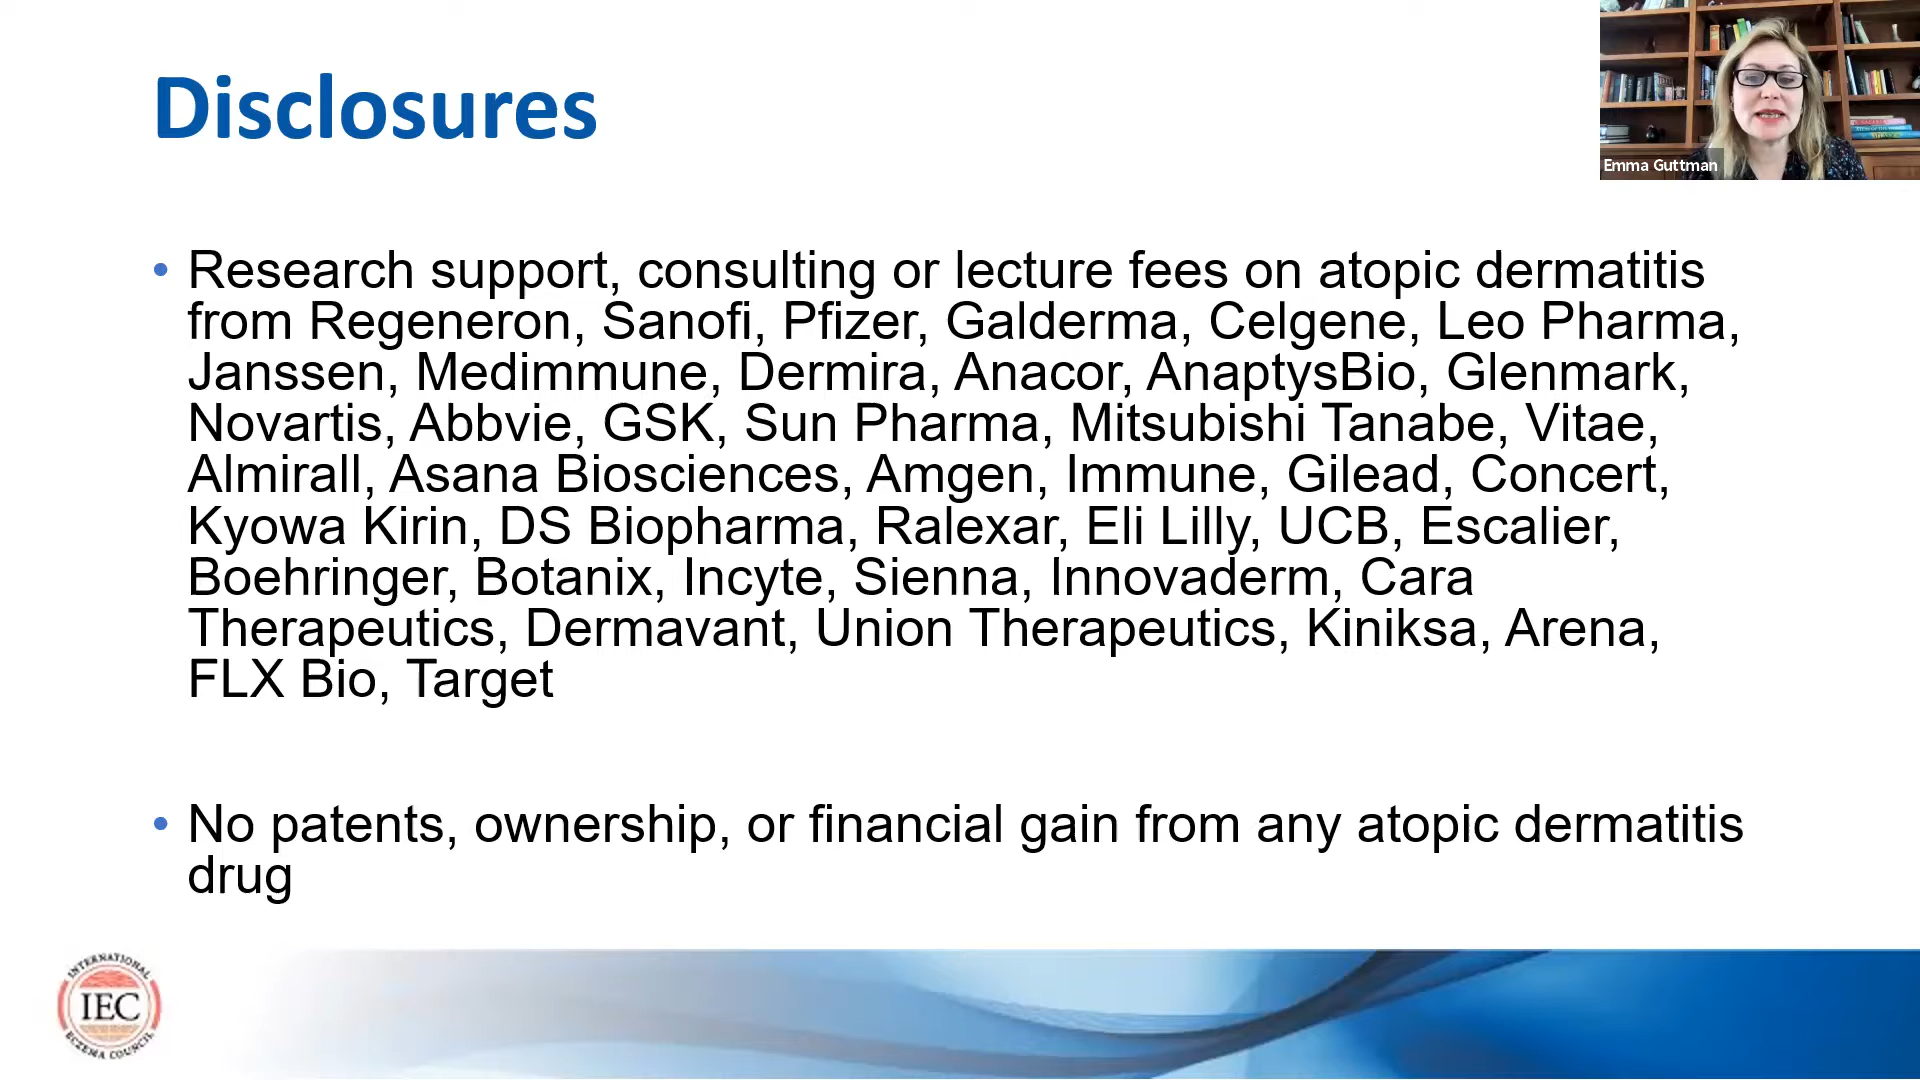 Disclosures
Emma Guttman
• Research support, consulting or lecture fees on atopic dermatitis
from Regeneron, Sanofi, Pfizer, Galderma, Celgene, Leo Pharma,
Janssen, Medimmune, Dermira, Anacor, AnaptysBio, Glenmark,
Novartis, Abbvie, GSK, Sun Pharma, Mitsubishi Tanabe, Vitae,
Almirall, Asana Biosciences, Amgen, Immune, Gilead, Concert,
Kyowa Kirin, DS Biopharma, Ralexar, Eli Lilly, UCB, Escalier,
Boehringer, Botanix, Incyte, Sienna, Innovaderm, Cara
Therapeutics, Dermavant, Union Therapeutics, Kiniksa, Arena,
FLX Bio, Target
• No patents, ownership, or financial gain from any atopic dermatitis
drug
INTERNATIONAL
IEC
ECZEMA COUNCIL